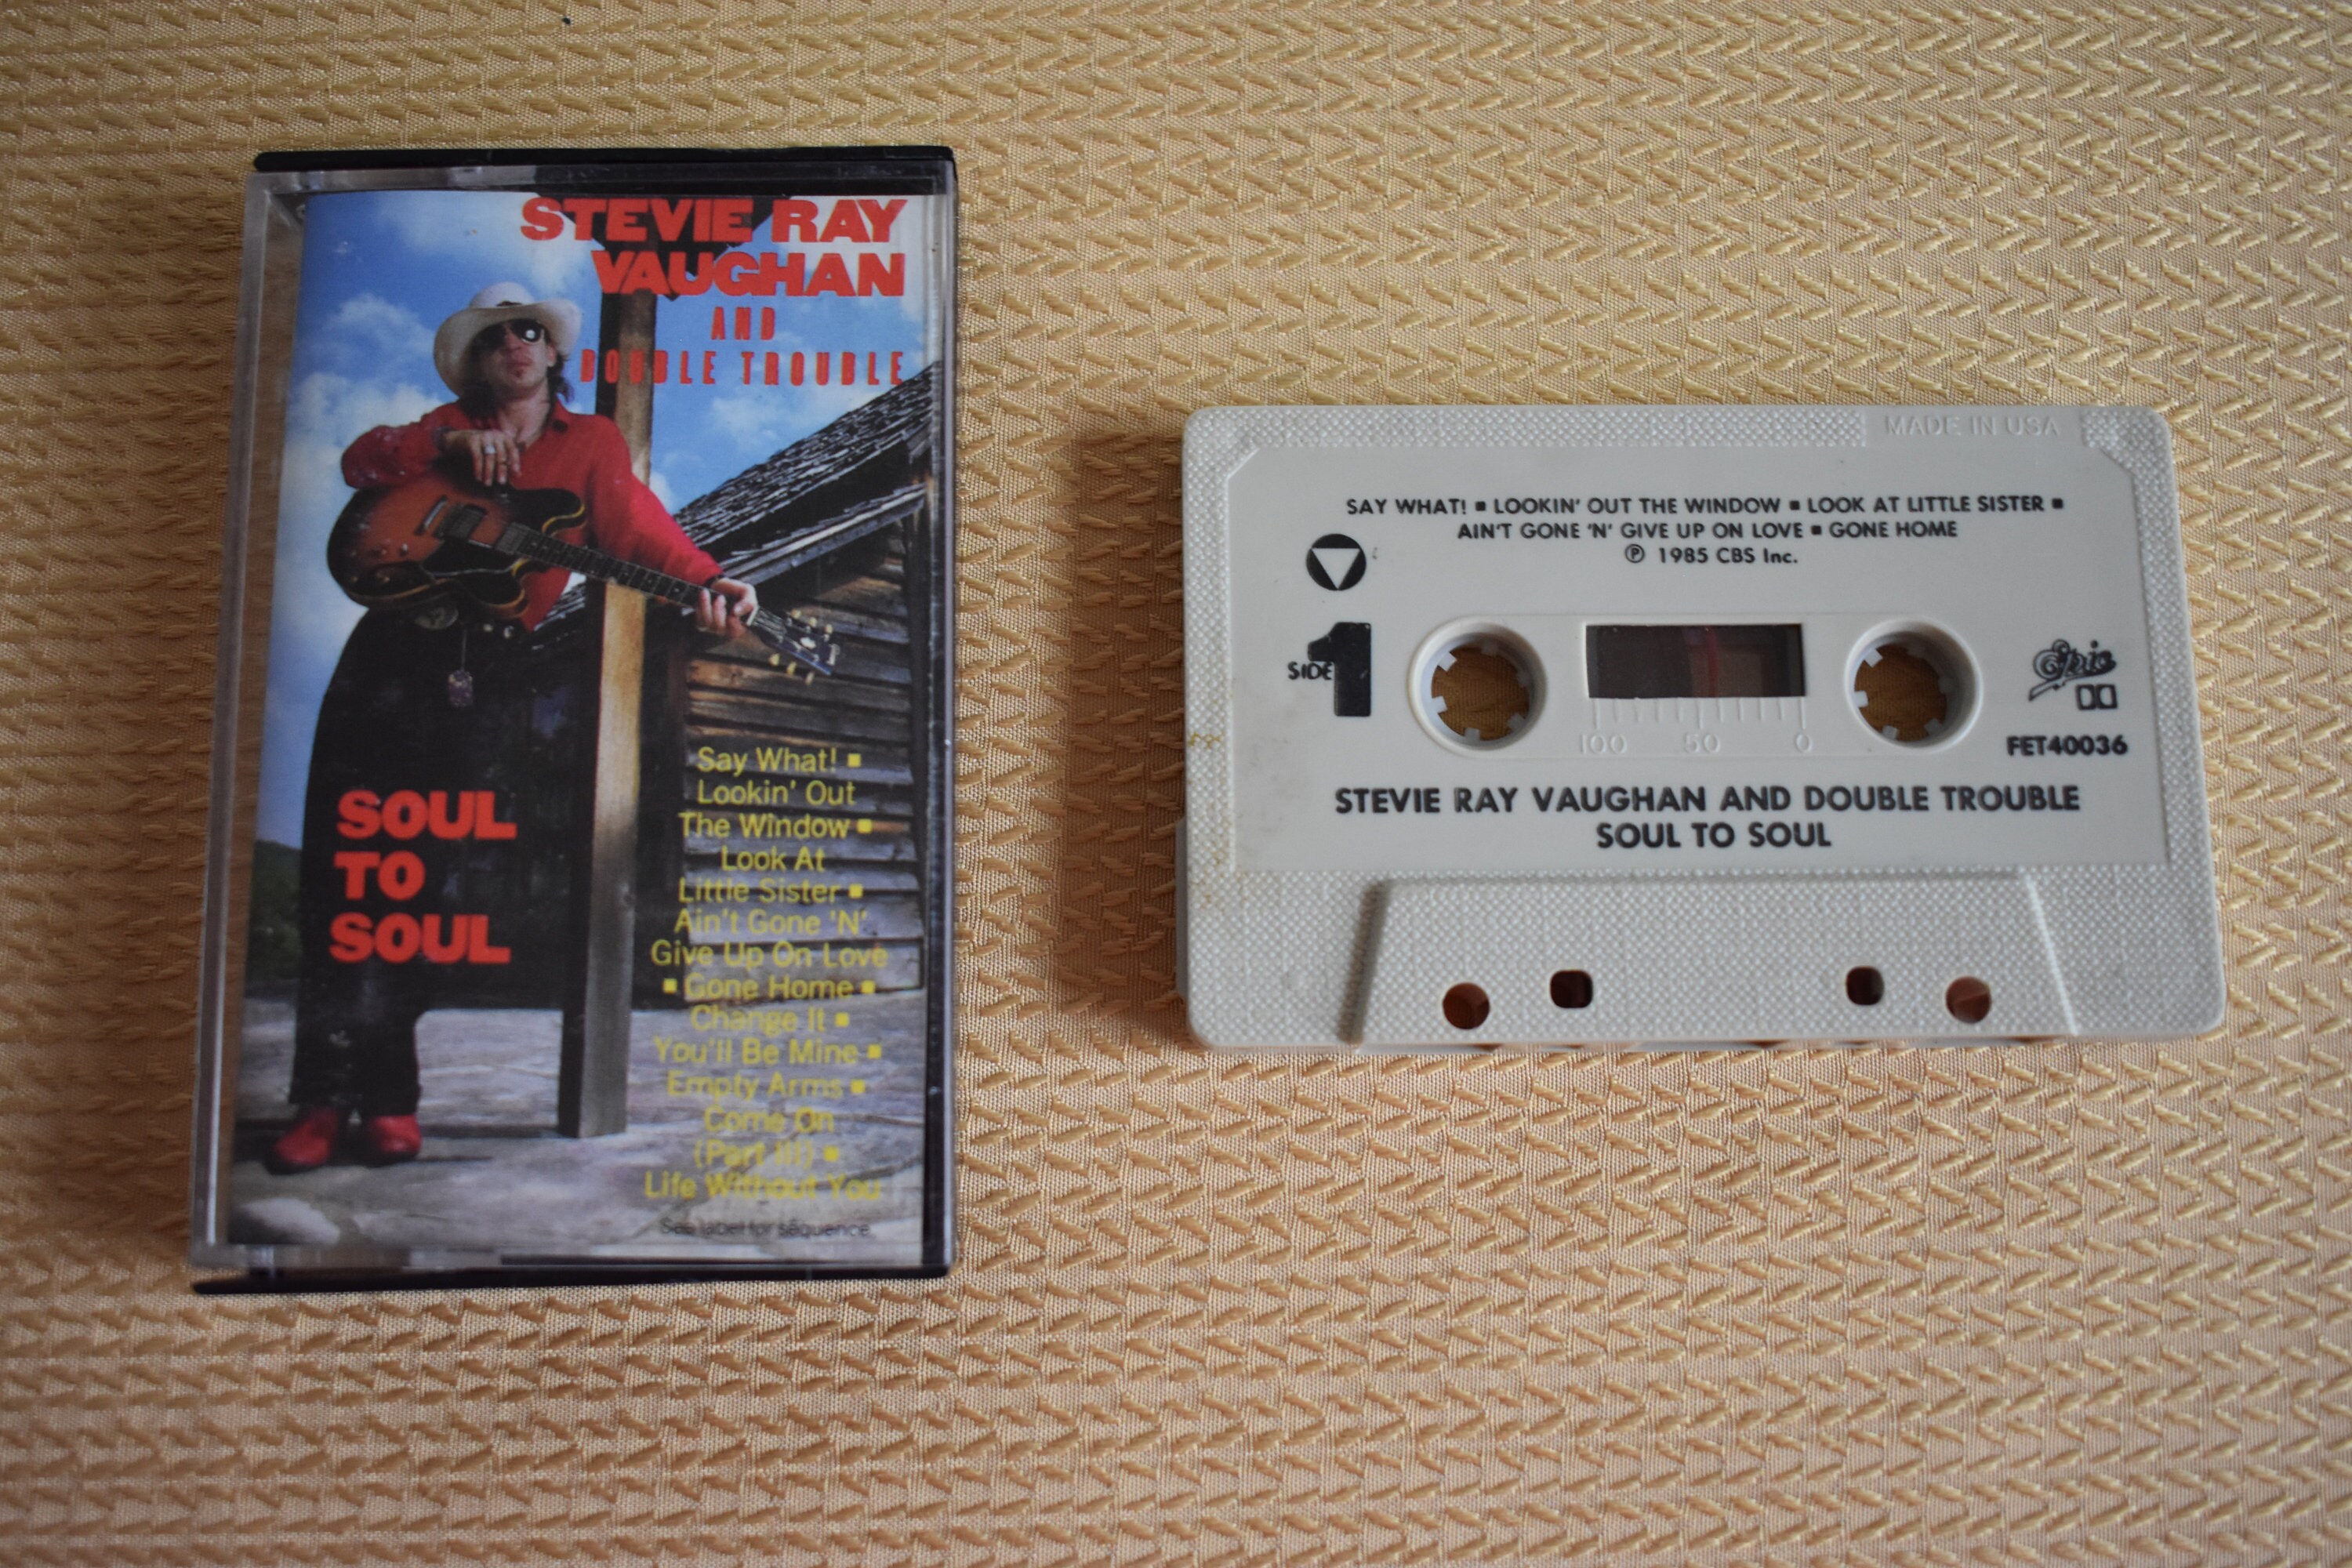 STEVIE RAY
VAUGHAN
AND
DOUBLE TROUBLE
SOUL
TO
SOUL
Say What! ▪
Lookin' Out
The Window ▪
Look At
Little Sister ▪
Ain't Gone 'N'
Give Up On Love
▪ Gone Home ▪
Change It ▪
You'll Be Mine ▪
Empty Arms ▪
Come On
(Part III) ▪
Life Without You
See label for sequence.
MADE IN USA
SAY WHAT! ▪ LOOKIN' OUT THE WINDOW ▪ LOOK AT LITTLE SISTER ▪
AIN'T GONE 'N' GIVE UP ON LOVE ▪ GONE HOME
℗ 1985 CBS Inc.
SIDE 1
Epic
100 50 0
FET40036
STEVIE RAY VAUGHAN AND DOUBLE TROUBLE
SOUL TO SOUL